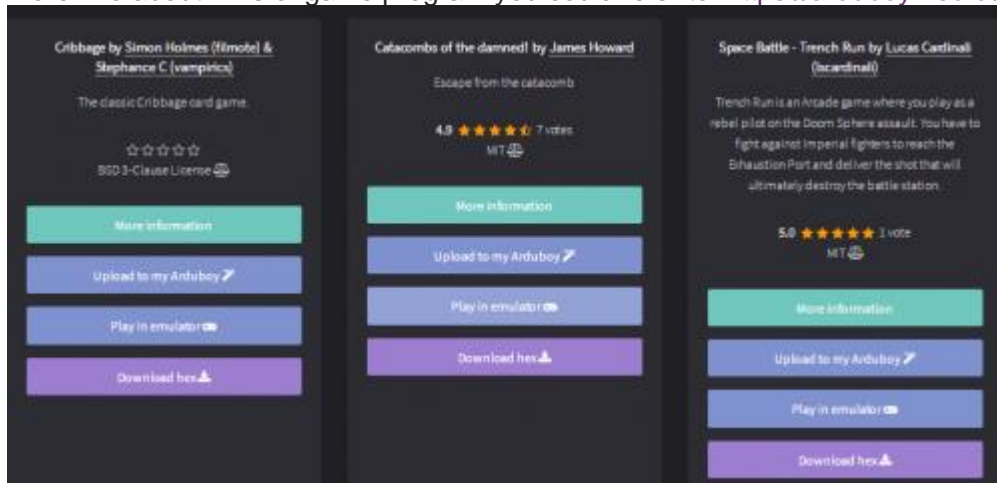 Cribbage by Simon Holmes (filmote) &
Stephance C (vampirics)
The classic Cribbage card game.
BSD 3-Clause License
More information
Upload to my Arduboy
Play in emulator
Download hex
Catacombs of the damned! by James Howard
Escape from the catacomb
4.9 7 votes
MIT
More information
Upload to my Arduboy
Play in emulator
Download hex
Space Battle - Trench Run by Lucas Cardinali
(lscardinali)
Trench Run is an Arcade game where you play as a
rebel pilot on the Doom Sphere assault. You have to
fight against Imperial fighters to reach the
Exhaustion Port and deliver the shot that will
ultimately destroy the battle station.
5.0 1 vote
MIT
More information
Upload to my Arduboy
Play in emulator
Download hex